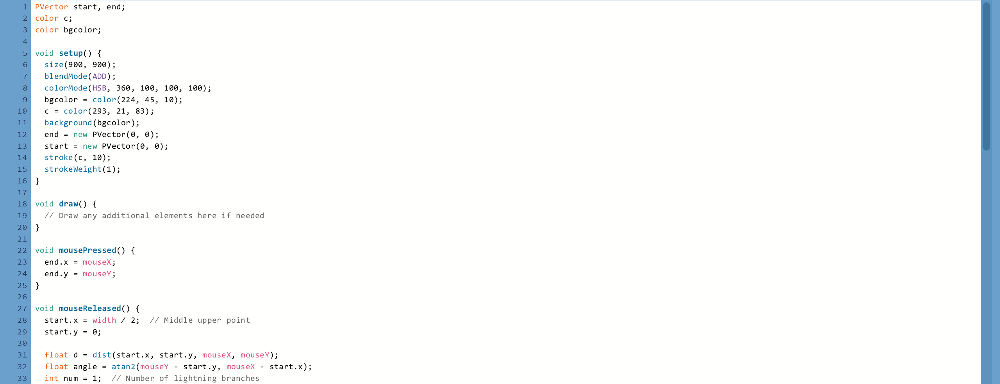 1 PVector start, end;
2 color c;
3 color bgcolor;
4
5 void setup() {
6   size(900, 900);
7   blendMode(ADD);
8   colorMode(HSB, 360, 100, 100, 100);
9   bgcolor = color(224, 45, 10);
10   c = color(293, 21, 83);
11   background(bgcolor);
12   end = new PVector(0, 0);
13   start = new PVector(0, 0);
14   stroke(c, 10);
15   strokeWeight(1);
16 }
17
18 void draw() {
19   // Draw any additional elements here if needed
20 }
21
22 void mousePressed() {
23   end.x = mouseX;
24   end.y = mouseY;
25 }
26
27 void mouseReleased() {
28   start.x = width / 2;  // Middle upper point
29   start.y = 0;
30
31   float d = dist(start.x, start.y, mouseX, mouseY);
32   float angle = atan2(mouseY - start.y, mouseX - start.x);
33   int num = 1;  // Number of lightning branches